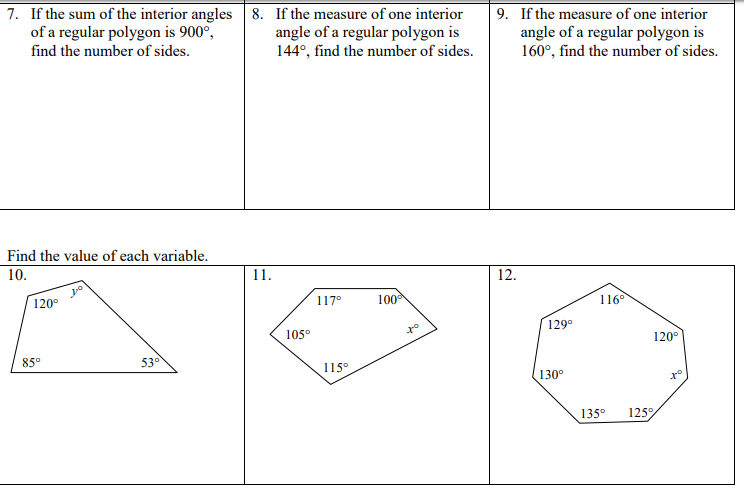 7. If the sum of the interior angles
of a regular polygon is 900°,
find the number of sides.
8. If the measure of one interior
angle of a regular polygon is
144°, find the number of sides.
9. If the measure of one interior
angle of a regular polygon is
160°, find the number of sides.
Find the value of each variable.
10.
120° y°
85° 53°
11.
117° 100°
105° x°
115°
12.
116°
129° 120°
130° x°
135° 125°